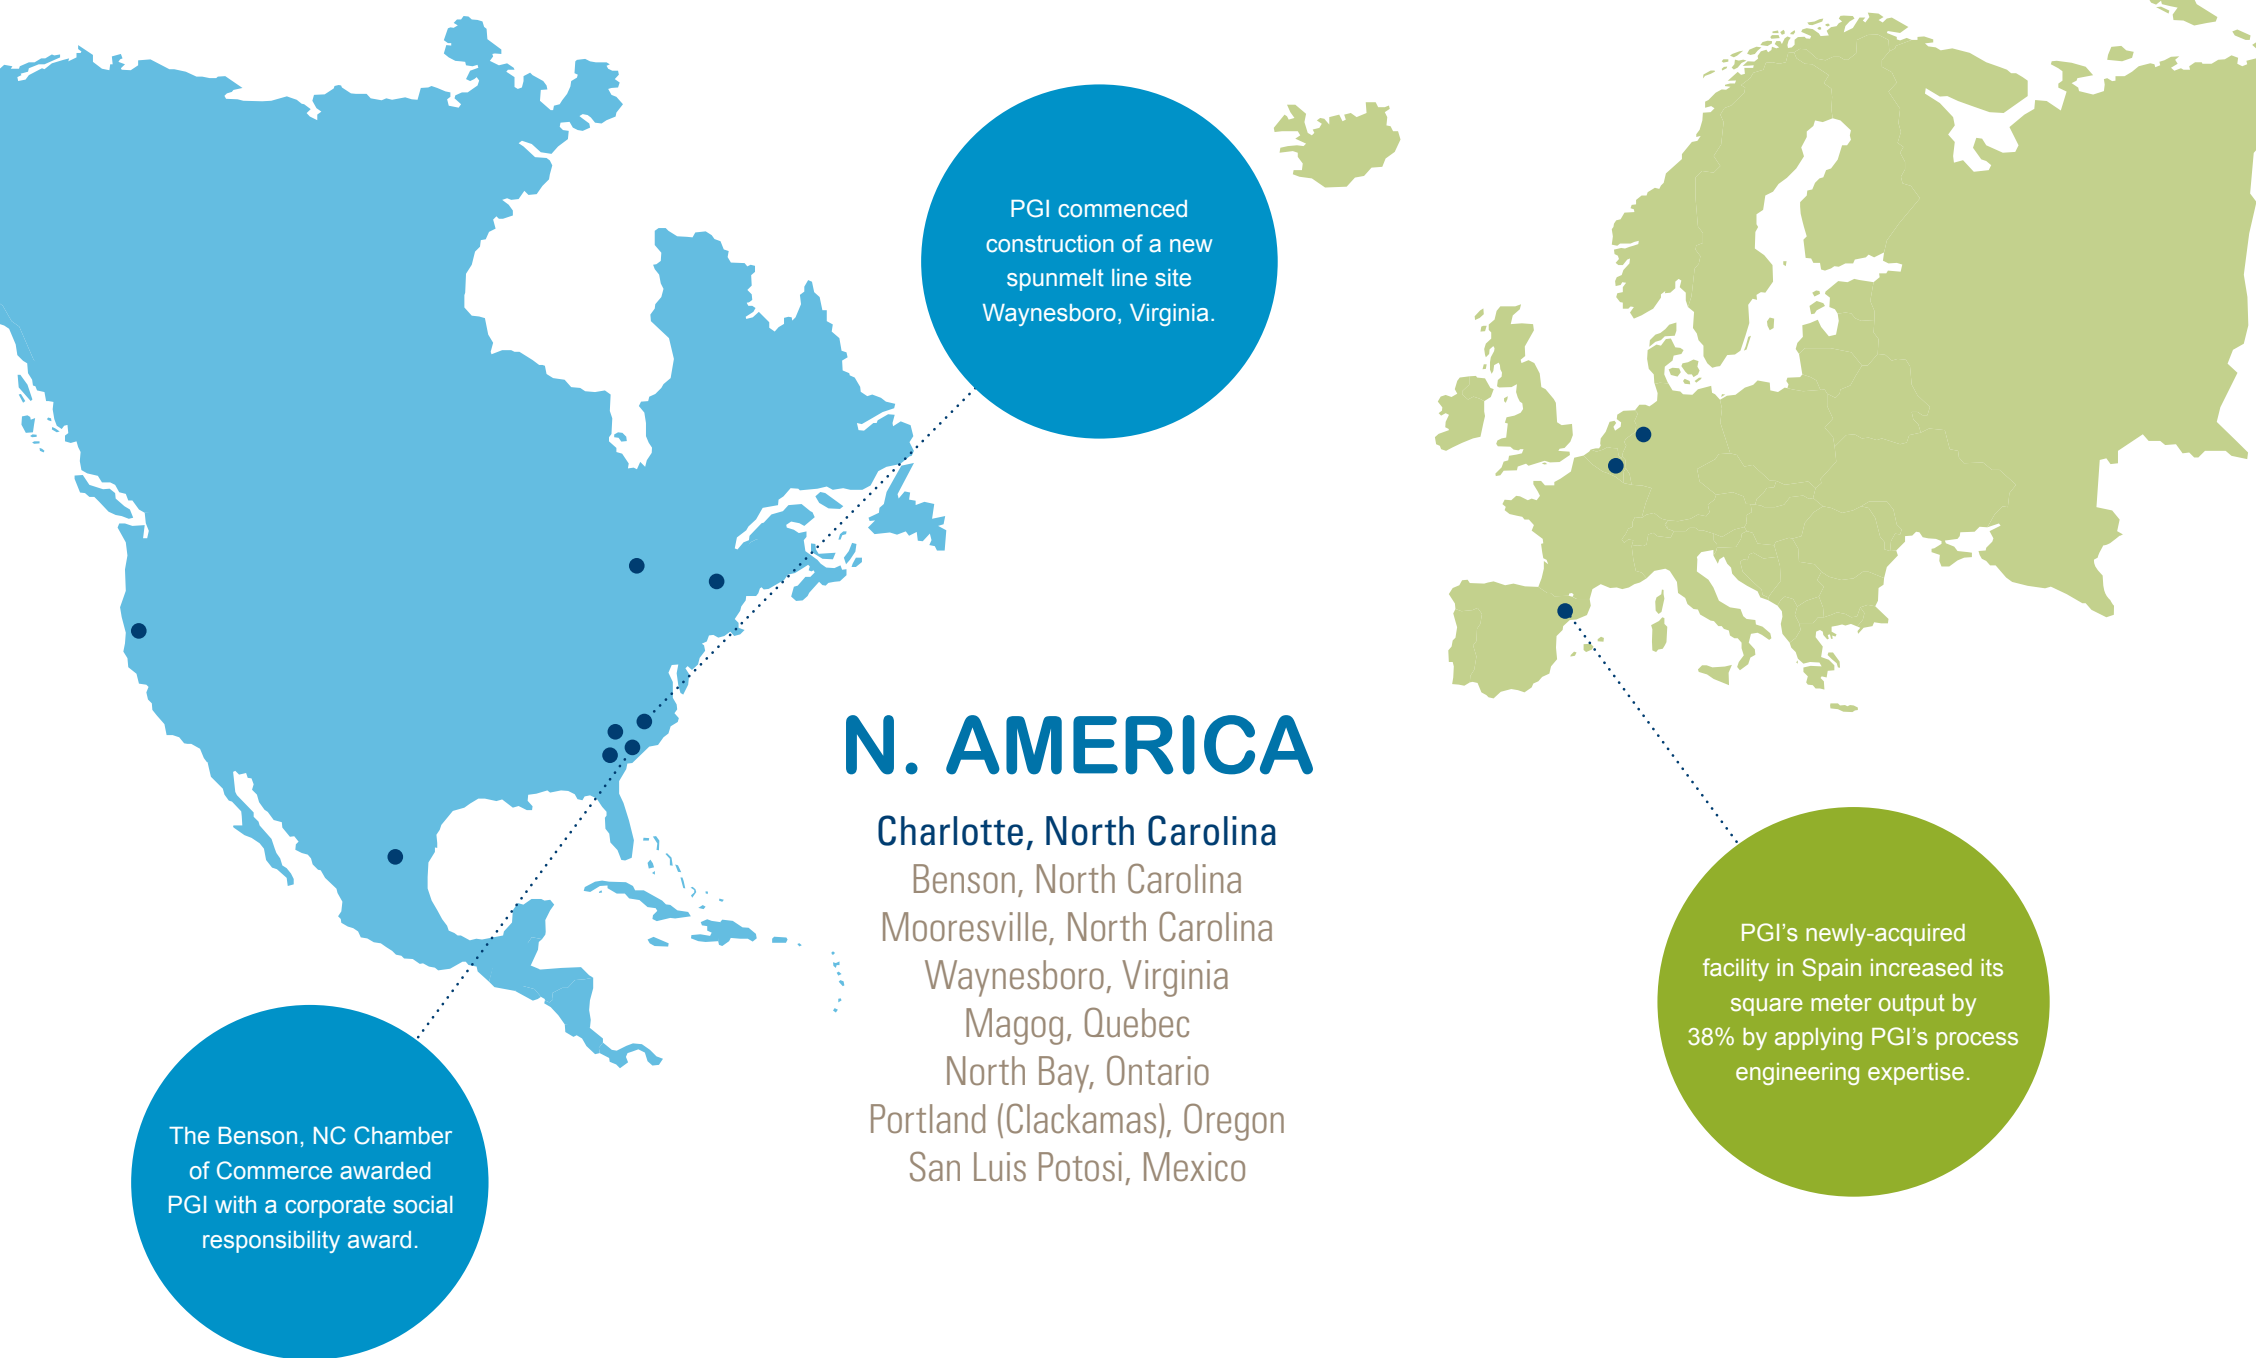 PGI commenced
construction of a new
spunmelt line site
Waynesboro, Virginia.
N. AMERICA
Charlotte, North Carolina
Benson, North Carolina
Mooresville, North Carolina
Waynesboro, Virginia
Magog, Quebec
North Bay, Ontario
Portland (Clackamas), Oregon
San Luis Potosi, Mexico
PGI’s newly-acquired
facility in Spain increased its
square meter output by
38% by applying PGI’s process
engineering expertise.
The Benson, NC Chamber
of Commerce awarded
PGI with a corporate social
responsibility award.